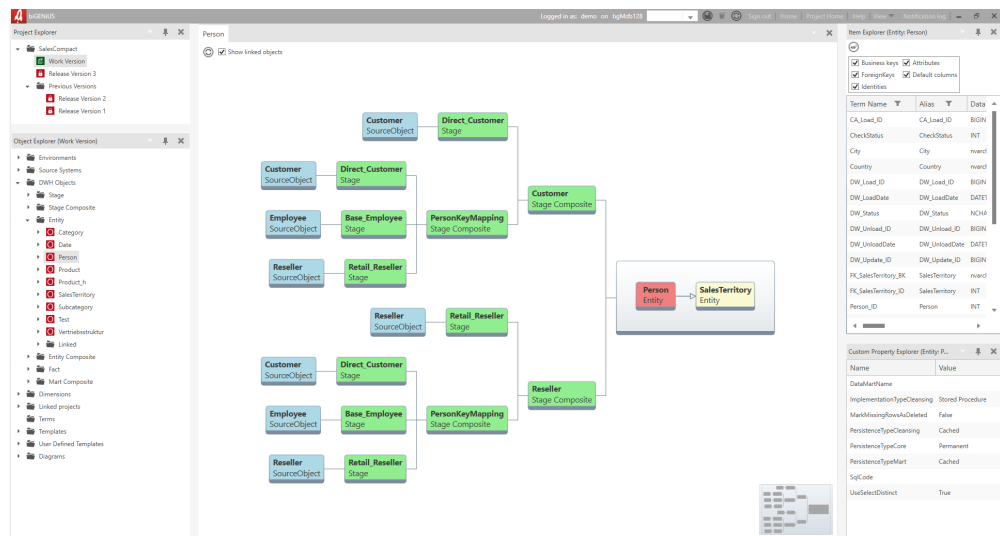 biGENiUS
Logged in as: demo on bgMdb128
Sign out Home Project Home Help View Notification log
Project Explorer
SalesCompact
Work Version
Release Version 3
Previous Versions
Release Version 2
Release Version 1
Object Explorer (Work Version)
Environments
Source Systems
DWH Objects
Stage
Stage Composite
Entity
Category
Date
Person
Product
Product_h
SalesTerritory
Subcategory
Test
Vertriebsstruktur
Linked
Entity Composite
Fact
Mart Composite
Dimensions
Linked projects
Terms
Templates
User Defined Templates
Diagrams
Person
Show linked objects
Customer
SourceObject
Direct_Customer
Stage
Customer
SourceObject
Direct_Customer
Stage
Employee
SourceObject
Base_Employee
Stage
PersonKeyMapping
Stage Composite
Customer
Stage Composite
Reseller
SourceObject
Retail_Reseller
Stage
Person
Entity
SalesTerritory
Entity
Reseller
SourceObject
Retail_Reseller
Stage
Customer
SourceObject
Direct_Customer
Stage
Employee
SourceObject
Base_Employee
Stage
PersonKeyMapping
Stage Composite
Reseller
Stage Composite
Reseller
SourceObject
Retail_Reseller
Stage
Item Explorer (Entity: Person)
Business keys Attributes
ForeignKeys Default columns
Identities
Term Name Alias Data
CA_Load_ID CA_Load_ID BIGIN
CheckStatus CheckStatus INT
City City nvarcl
Country Country nvarcl
DW_Load_ID DW_Load_ID BIGIN
DW_LoadDate DW_LoadDate DATET
DW_Status DW_Status NCHA
DW_Unload_ID DW_Unload_ID BIGIN
DW_UnloadDate DW_UnloadDate DATET
DW_Update_ID DW_Update_ID BIGIN
FK_SalesTerritory_BK SalesTerritory nvarcl
FK_SalesTerritory_ID SalesTerritory INT
Person_ID Person INT
Custom Property Explorer (Entity: P...
Name Value
DataMartName
ImplementationTypeCleansing Stored Procedure
MarkMissingRowsAsDeleted False
PersistenceTypeCleansing Cached
PersistenceTypeCore Permanent
PersistenceTypeMart Cached
SqlCode
UseSelectDistinct True